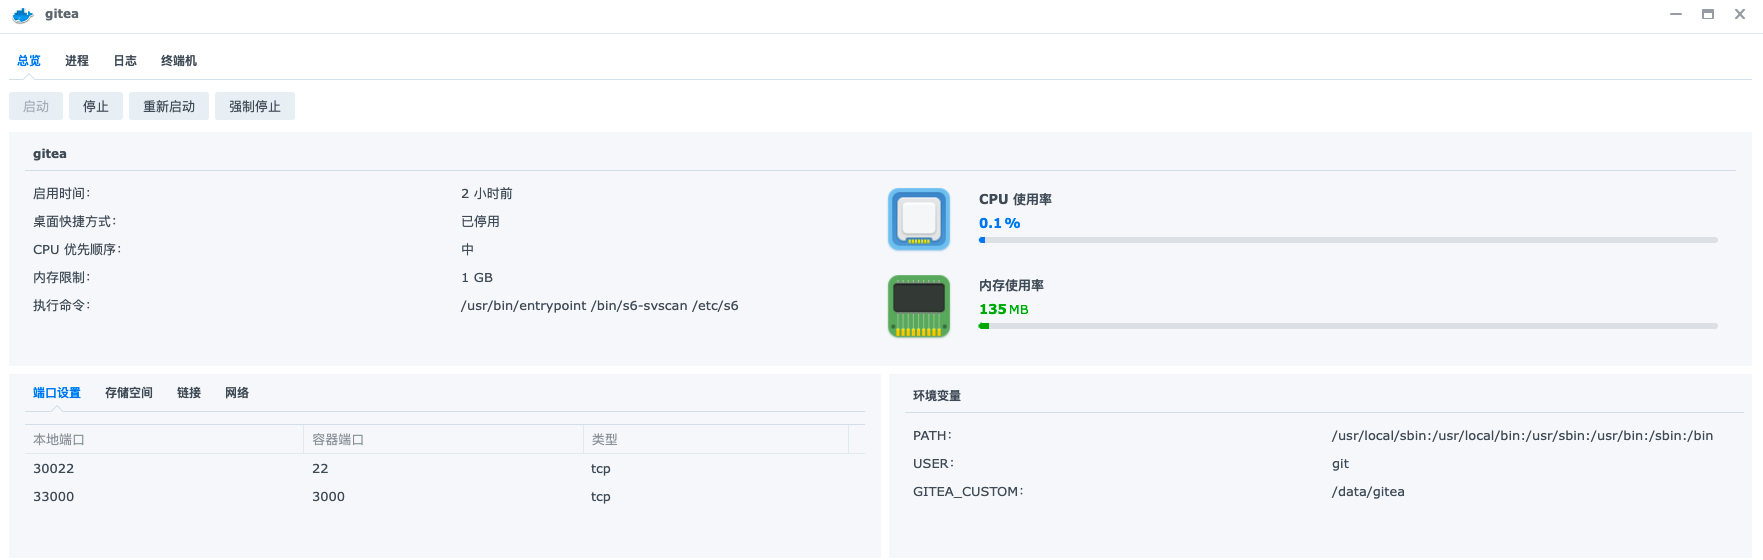 gitea
总览 进程 日志 终端机
启动 停止 重新启动 强制停止
gitea
启用时间: 2 小时前
桌面快捷方式: 已停用
CPU 优先顺序: 中
内存限制: 1 GB
执行命令: /usr/bin/entrypoint /bin/s6-svscan /etc/s6
CPU 使用率
0.1 %
内存使用率
135 MB
端口设置 存储空间 链接 网络
本地端口 容器端口 类型
30022 22 tcp
33000 3000 tcp
环境变量
PATH: /usr/local/sbin:/usr/local/bin:/usr/sbin:/usr/bin:/sbin:/bin
USER: git
GITEA_CUSTOM: /data/gitea